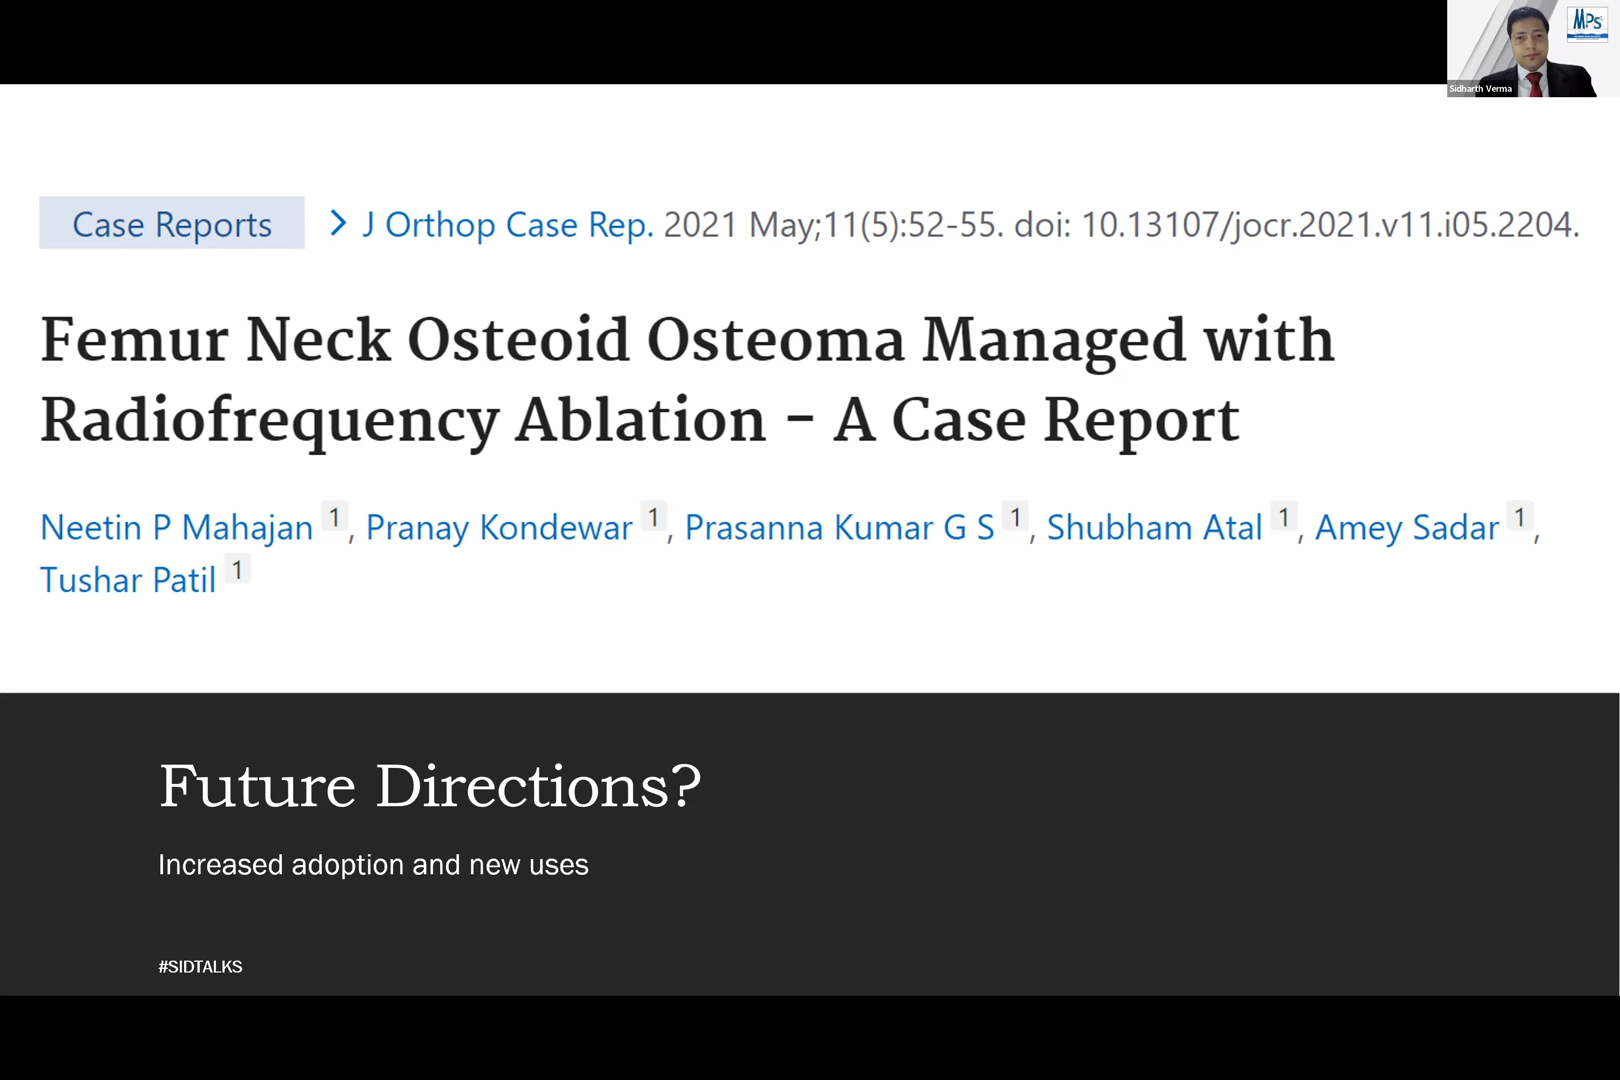 MPS
Sidharth Verma
Case Reports > J Orthop Case Rep. 2021 May;11(5):52-55. doi: 10.13107/jocr.2021.v11.i05.2204.
Femur Neck Osteoid Osteoma Managed with
Radiofrequency Ablation - A Case Report
Neetin P Mahajan 1, Pranay Kondewar 1, Prasanna Kumar G S 1, Shubham Atal 1, Amey Sadar 1,
Tushar Patil 1
Future Directions?
Increased adoption and new uses
#SIDTALKS